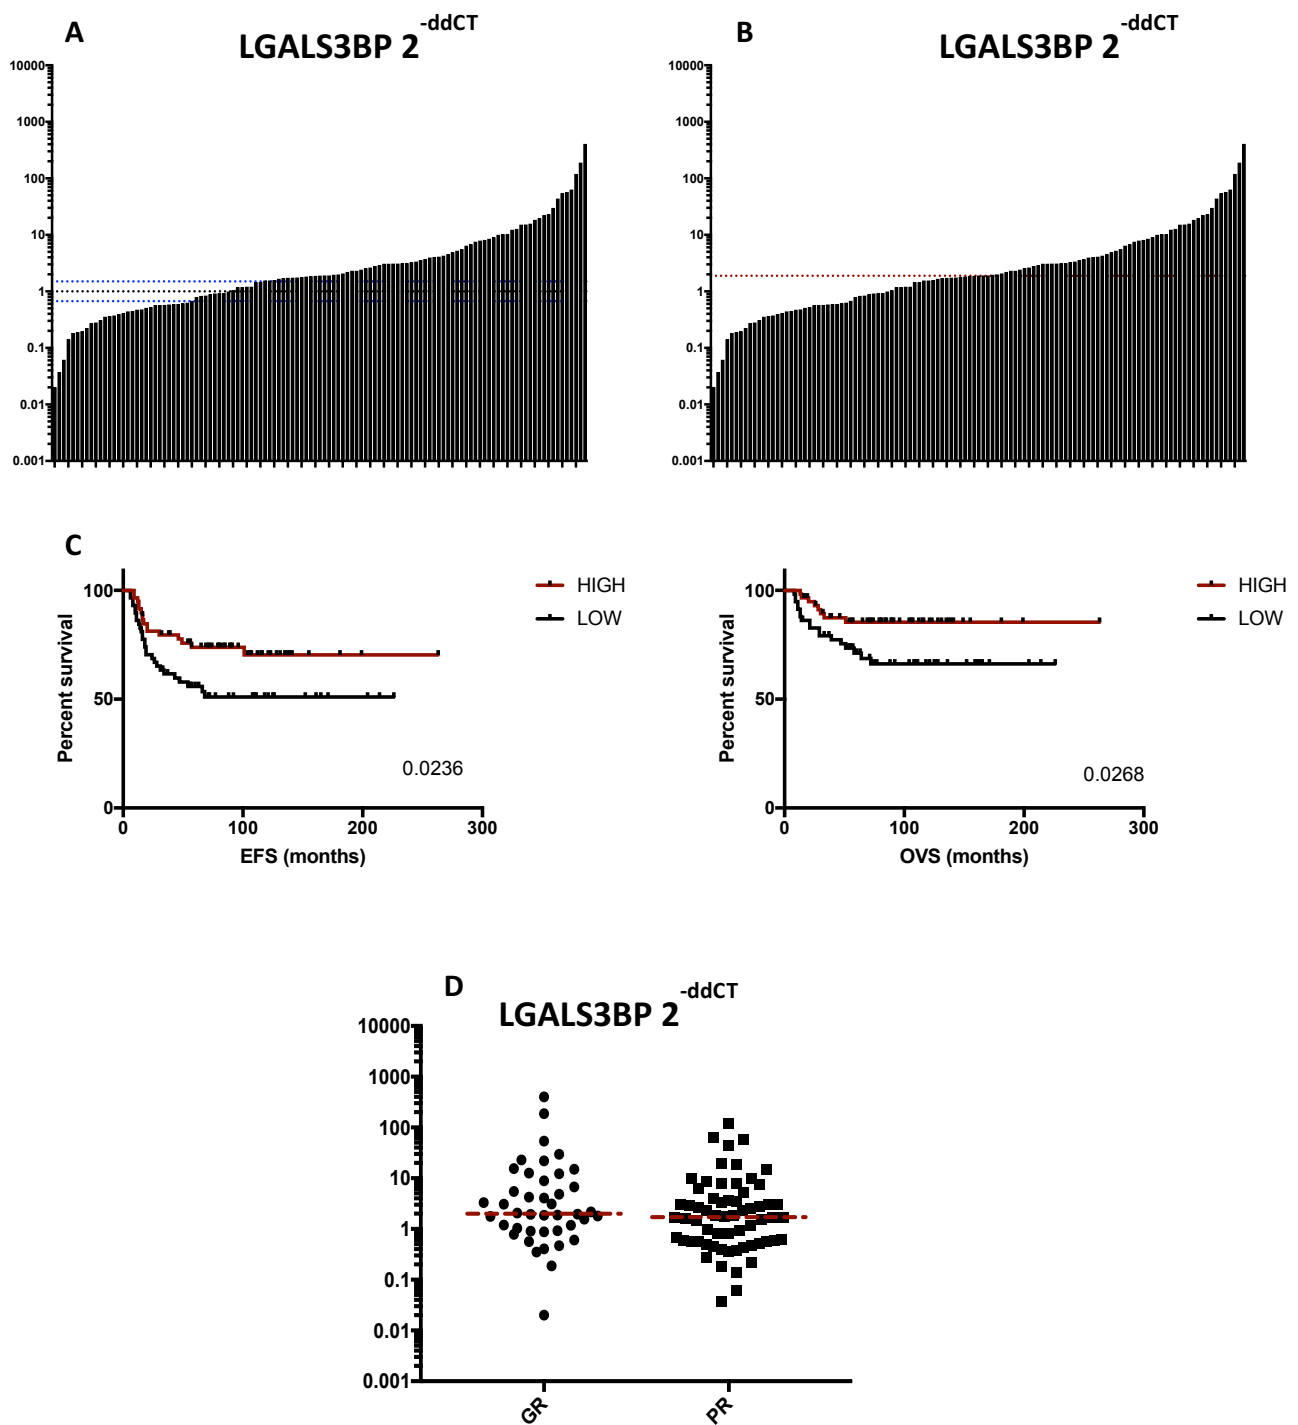 A
LGALS3BP 2-ddCT
10000
1000
100
10
1
0.1
0.01
0.001
B
LGALS3BP 2-ddCT
10000
1000
100
10
1
0.1
0.01
0.001
C
Percent survival
100
50
0
0 100 200 300
EFS (months)
HIGH
LOW
0.0236
Percent survival
100
50
0
0 100 200 300
OVS (months)
HIGH
LOW
0.0268
D
LGALS3BP 2-ddCT
10000
1000
100
10
1
0.1
0.01
0.001
GR
PR